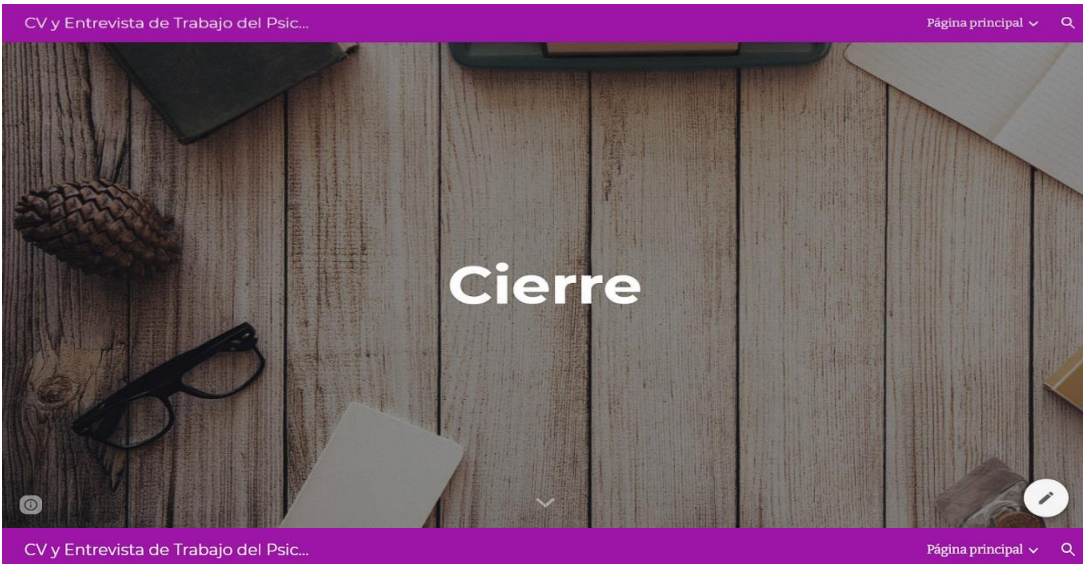 CV y Entrevista de Trabajo del Psic...
Página principal
Cierre
CV y Entrevista de Trabajo del Psic...
Página principal